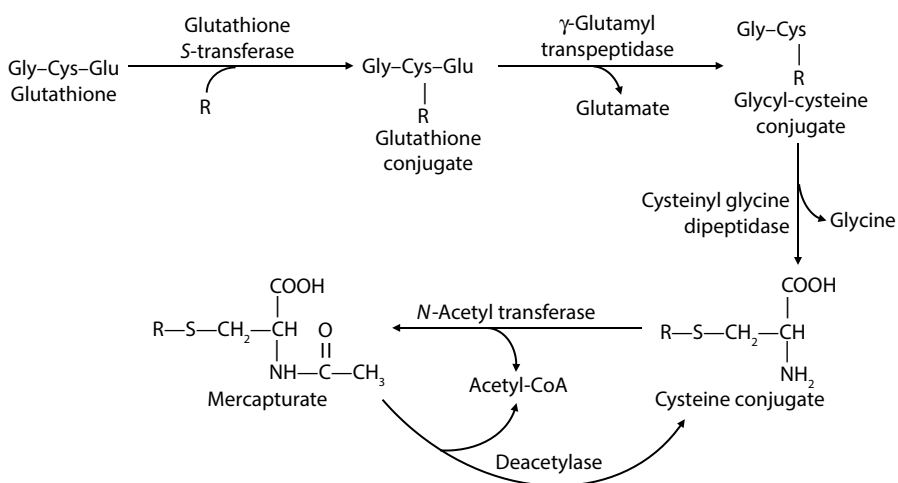 Glutathione
S-transferase
Gly–Cys–Glu
Glutathione
R
Gly–Cys–Glu
R
Glutathione
conjugate
γ-Glutamyl
transpeptidase
Glutamate
Gly–Cys
R
Glycyl-cysteine
conjugate
Cysteinyl glycine
dipeptidase
Glycine
COOH
R—S—CH₂—CH
NH₂
Cysteine conjugate
N-Acetyl transferase
Acetyl-CoA
COOH
R—S—CH₂—CH O
NH—C—CH₃
Mercapturate
Deacetylase